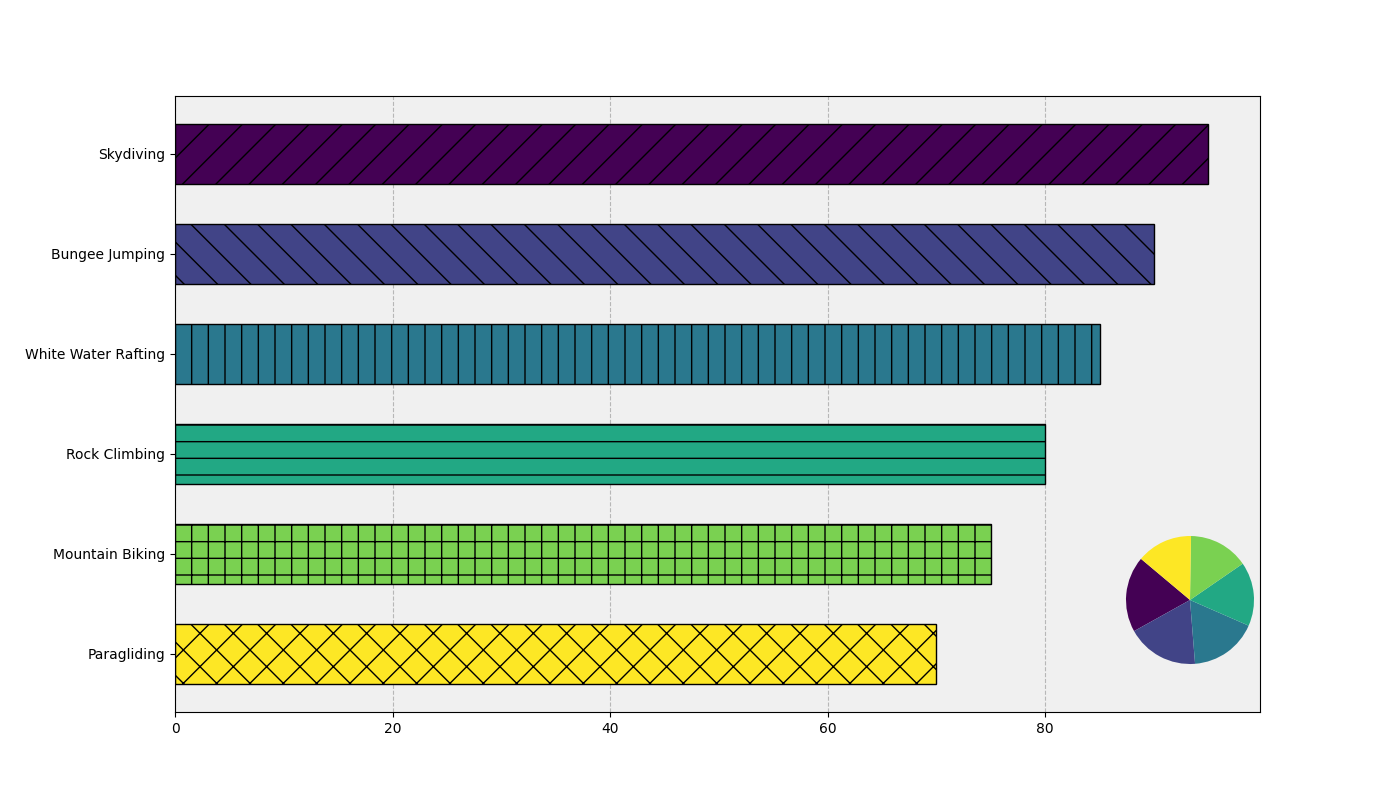 Skydiving
Bungee Jumping
White Water Rafting
Rock Climbing
Mountain Biking
Paragliding
0 20 40 60 80